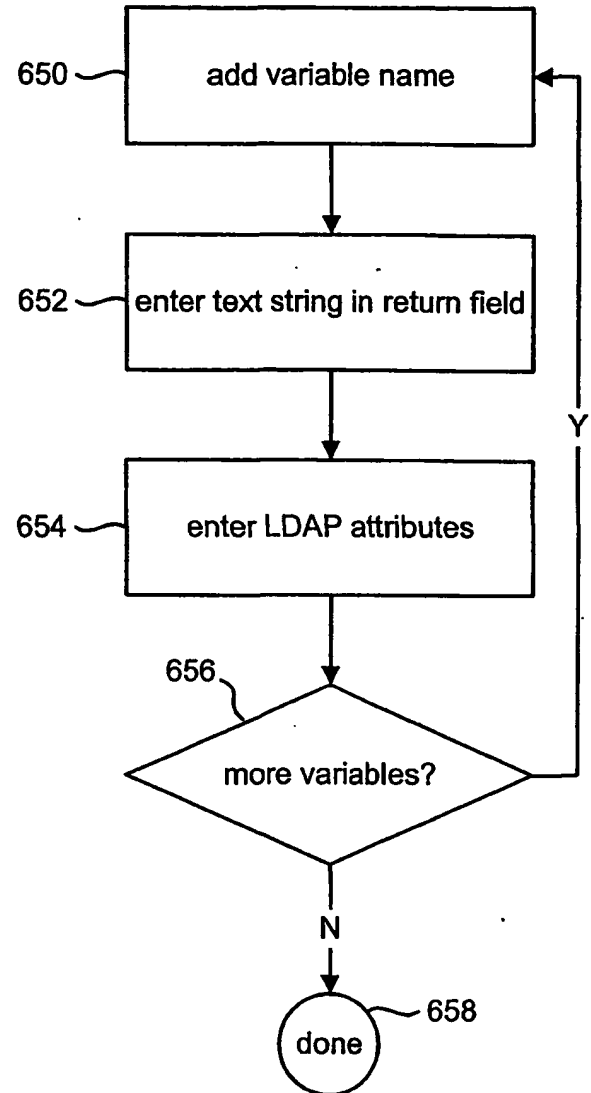 650
add variable name
652
enter text string in return field
654
enter LDAP attributes
656
more variables?
Y
N
658
done